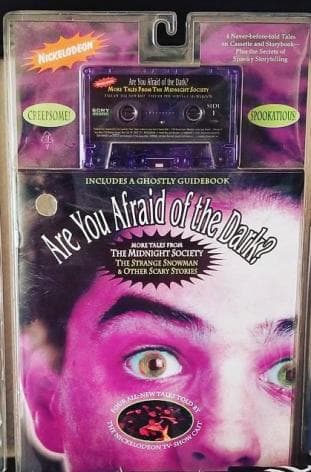 NICKELODEON
4 Never-before-told Tales
on Cassette and Storybook—
Plus the Secrets of
Spooky Storytelling
Are You Afraid of the Dark?
MORE TALES FROM THE MIDNIGHT SOCIETY
SONY
SIDE
1
CREEPSOME!
SPOOKATIOUS!
INCLUDES A GHOSTLY GUIDEBOOK
Are You Afraid of the Dark?
MORE TALES FROM
THE MIDNIGHT SOCIETY
THE STRANGE SNOWMAN
& OTHER SCARY STORIES
FOUR ALL-NEW TALES TOLD BY
THE NICKELODEON TV-SHOW CAST